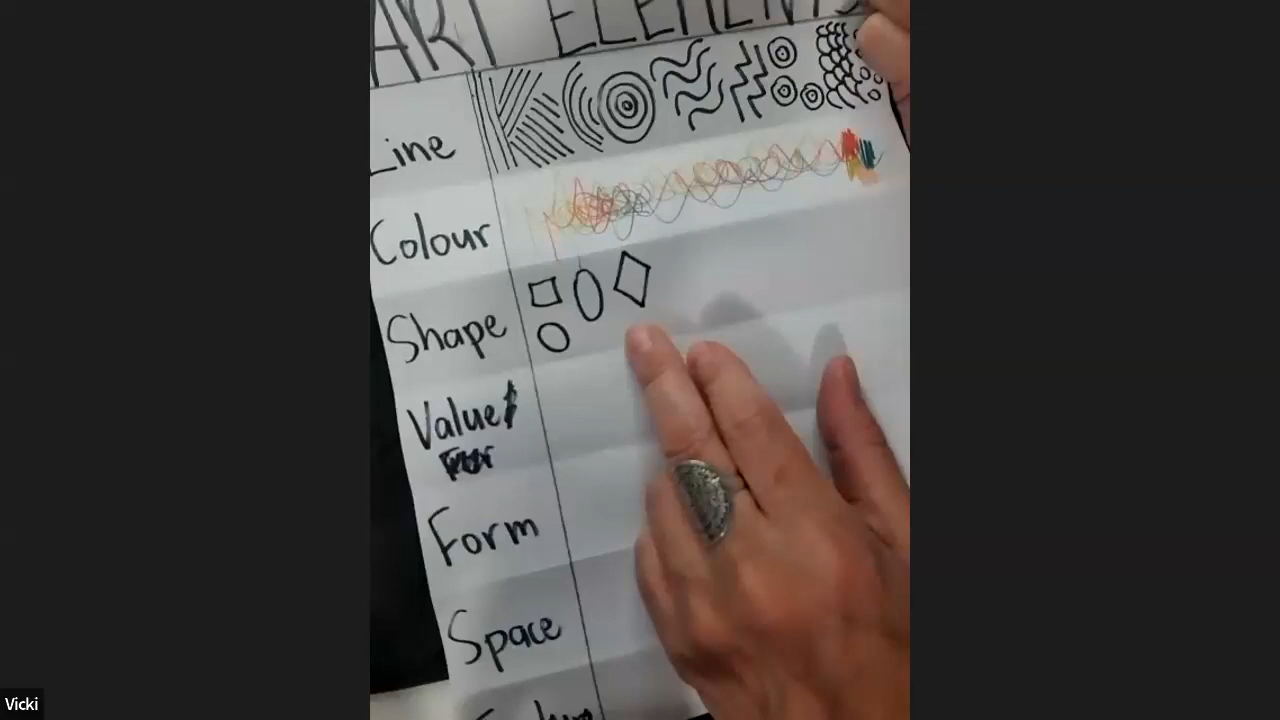 ART ELEMENTS
Line
Colour
Shape
Value
Form
Space
Vicki